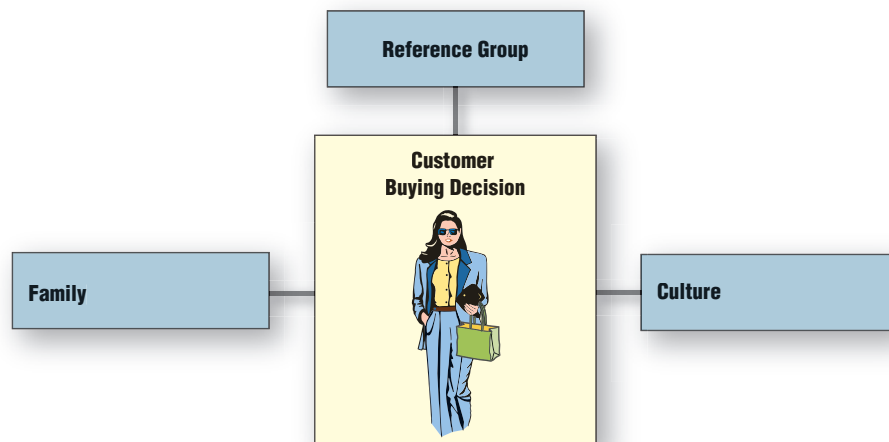 Reference Group
Customer
Buying Decision
Family
Culture